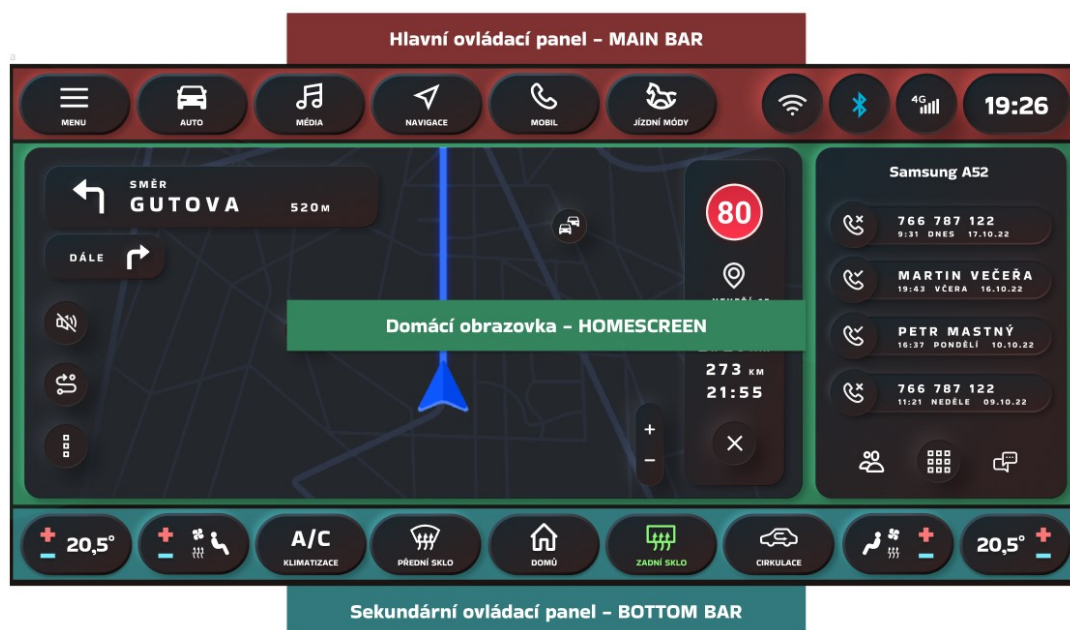 Hlavní ovládací panel – MAIN BAR
a
MENU
AUTO
MÉDIA
NAVIGACE
MOBIL
JÍZDNÍ MÓDY
4G
19:26
SMĚR
GUTOVA 520 M
DÁLE
80
Samsung A52
766 787 122
9:31 DNES 17.10.22
MARTIN VEČEŘA
19:43 VČERA 16.10.22
PETR MASTNÝ
16:37 PONDĚLÍ 10.10.22
766 787 122
11:21 NEDĚLE 09.10.22
Domácí obrazovka – HOMESCREEN
273 KM
21:55
+
−
20,5°
A/C
KLIMATIZACE
PŘEDNÍ SKLO
DOMŮ
ZADNÍ SKLO
CIRKULACE
20,5°
Sekundární ovládací panel – BOTTOM BAR